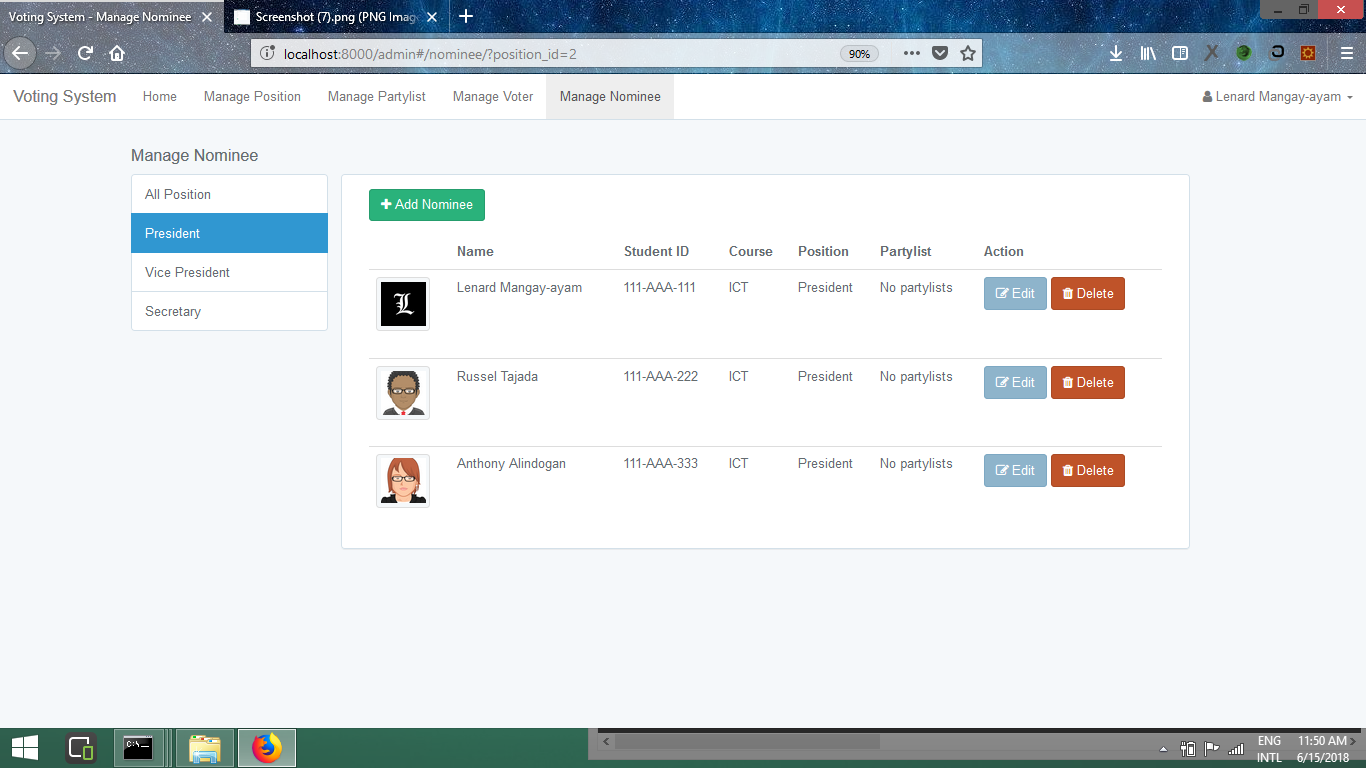 Voting System - Manage Nominee
Screenshot (7).png (PNG Imag
localhost:8000/admin#/nominee/?position_id=2
90%
Voting System Home Manage Position Manage Partylist Manage Voter Manage Nominee Lenard Mangay-ayam
Manage Nominee
All Position
President
Vice President
Secretary
Add Nominee
Name Student ID Course Position Partylist Action
L
Lenard Mangay-ayam 111-AAA-111 ICT President No partylists Edit Delete
Russel Tajada 111-AAA-222 ICT President No partylists Edit Delete
Anthony Alindogan 111-AAA-333 ICT President No partylists Edit Delete
C:\
ENG 11:50 AM
INTL 6/15/2018